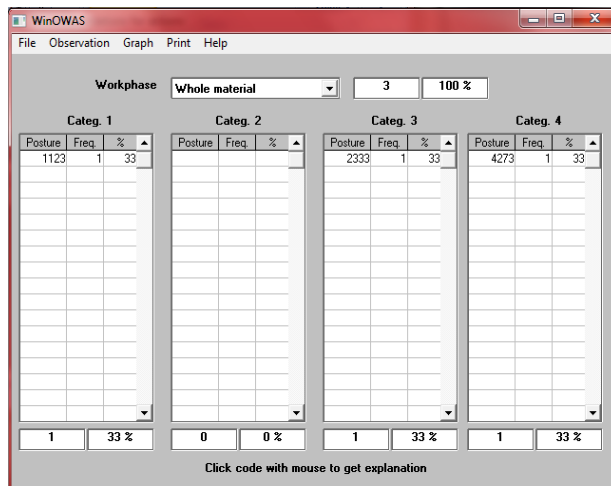 WinOWAS
File Observation Graph Print Help
Workphase Whole material 3 100 %
Categ. 1 Categ. 2 Categ. 3 Categ. 4
Posture Freq. % Posture Freq. % Posture Freq. % Posture Freq. %
1123 1 33 2333 1 33 4273 1 33
1 33 % 0 0 % 1 33 % 1 33 %
Click code with mouse to get explanation